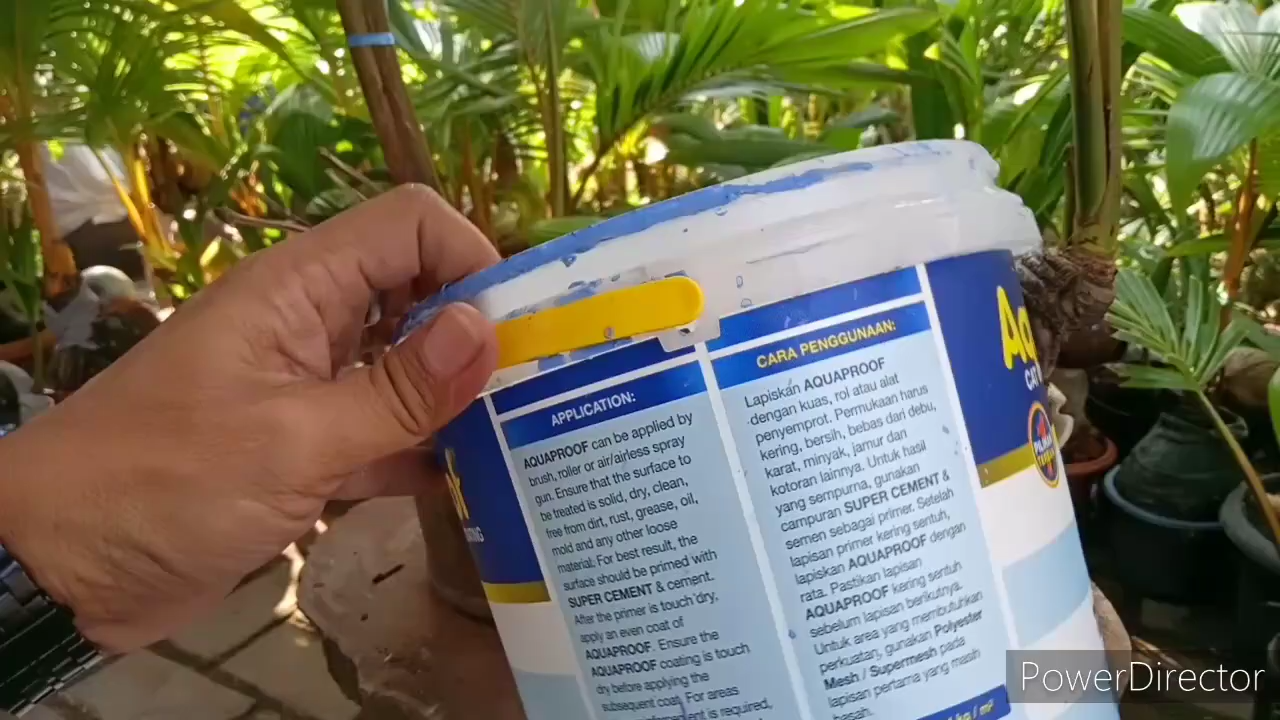 APPLICATION:
AQUAPROOF can be applied by
brush, roller or air/airless spray
gun. Ensure that the surface to
be treated is solid, dry, clean,
free from dirt, rust, grease, oil,
mold and any other loose
material. For best result, the
surface should be primed with
SUPER CEMENT & cement.
After the primer is touch dry,
apply an even coat of
AQUAPROOF. Ensure the
AQUAPROOF coating is touch
dry before applying the
subsequent coat. For areas
is required,
CARA PENGGUNAAN:
Lapiskan AQUAPROOF
dengan kuas, rol atau alat
penyemprot. Permukaan harus
kering, bersih, bebas dari debu,
karat, minyak, jamur dan
kotoran lainnya. Untuk hasil
yang sempurna, gunakan
campuran SUPER CEMENT &
semen sebagai primer. Setelah
lapisan primer kering sentuh,
lapiskan AQUAPROOF dengan
rata. Pastikan lapisan
AQUAPROOF kering sentuh
sebelum lapisan berikutnya.
Untuk area yang membutuhkan
perkuatan, gunakan Polyester
Mesh / Supermesh pada
lapisan pertama yang masih
basah.
PowerDirector